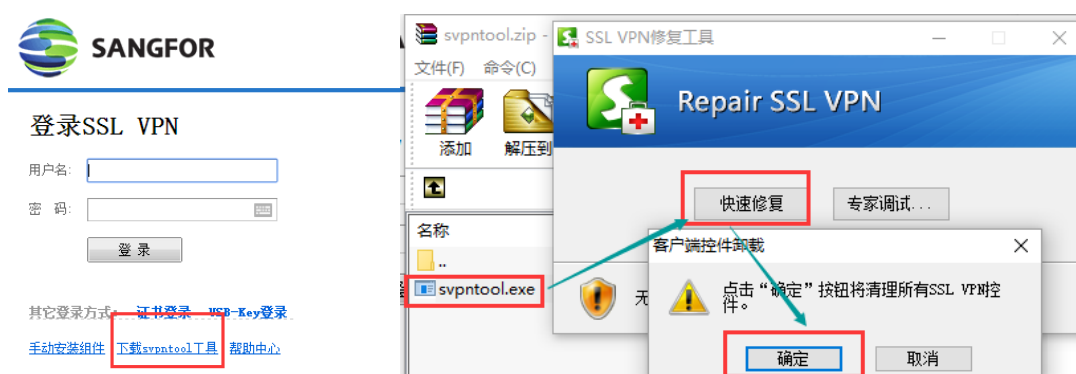 SANGFOR
登录SSL VPN
用户名:
密 码:
登 录
其它登录方式: 证书登录 USB-Key登录
手动安装组件 下载svpntool工具 帮助中心
svpntool.zip -
文件(F) 命令(C)
添加 解压到
名称
..
svpntool.exe
SSL VPN修复工具
Repair SSL VPN
快速修复 专家调试...
无
客户端控件卸载
点击“确定”按钮将清理所有SSL VPN控
件。
确定 取消